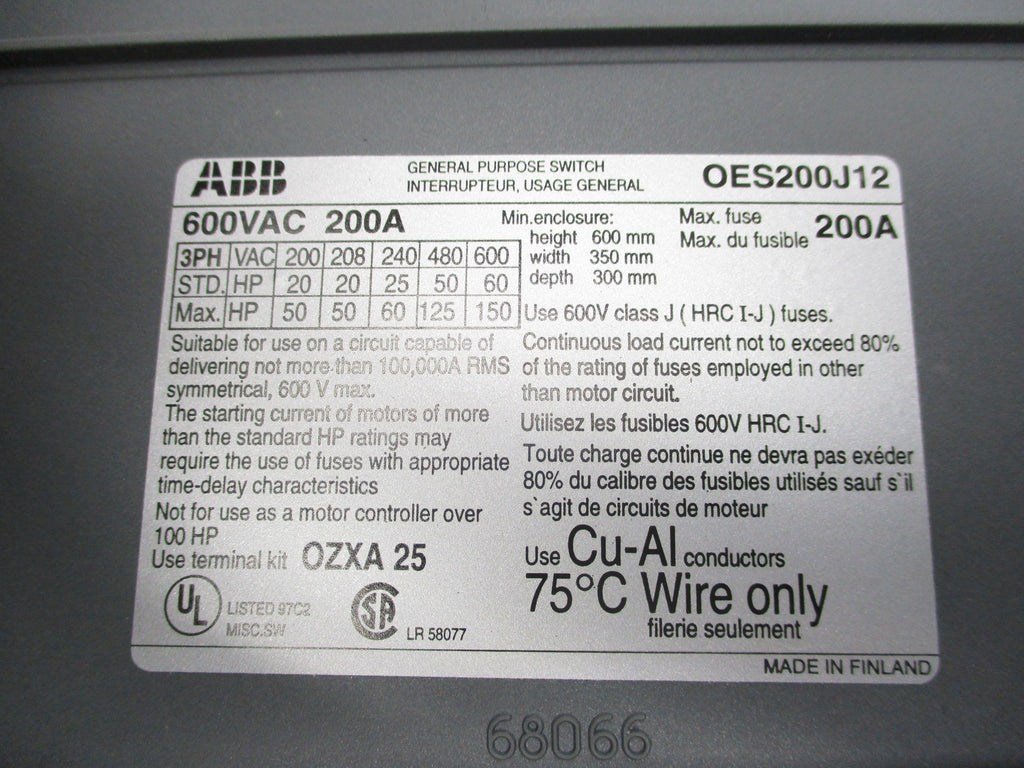 ABB
GENERAL PURPOSE SWITCH
INTERRUPTEUR, USAGE GENERAL
OES200J12
600VAC 200A
3PH VAC 200 208 240 480 600
STD. HP 20 20 25 50 60
Max. HP 50 50 60 125 150
Min.enclosure:
height 600 mm
width 350 mm
depth 300 mm
Max. fuse
Max. du fusible 200A
Suitable for use on a circuit capable of
delivering not more than 100,000A RMS
symmetrical, 600 V max.
The starting current of motors of more
than the standard HP ratings may
require the use of fuses with appropriate
time-delay characteristics
Not for use as a motor controller over
100 HP
Use terminal kit OZXA 25
UL LISTED 97C2
MISC.SW
SA LR 58077
Use 600V class J ( HRC I-J ) fuses.
Continuous load current not to exceed 80%
of the rating of fuses employed in other
than motor circuit.
Utilisez les fusibles 600V HRC I-J.
Toute charge continue ne devra pas exéder
80% du calibre des fusibles utilisés sauf s`il
s`agit de circuits de moteur
Use Cu-Al conductors
75°C Wire only
filerie seulement
MADE IN FINLAND
68066